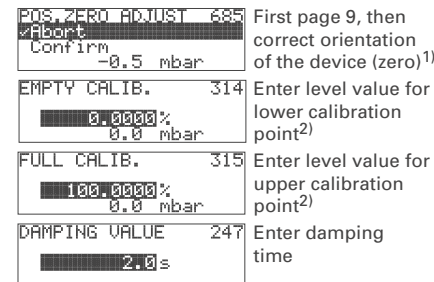 POS.ZERO ADJUST 685
✓Abort
Confirm
-0.5 mbar
First page 9, then
correct orientation
of the device (zero)1)
EMPTY CALIB. 314
0.0000 %
0.0 mbar
Enter level value for
lower calibration
point2)
FULL CALIB. 315
100.0000 %
0.0 mbar
Enter level value for
upper calibration
point2)
DAMPING VALUE 247
2.0 s
Enter damping
time